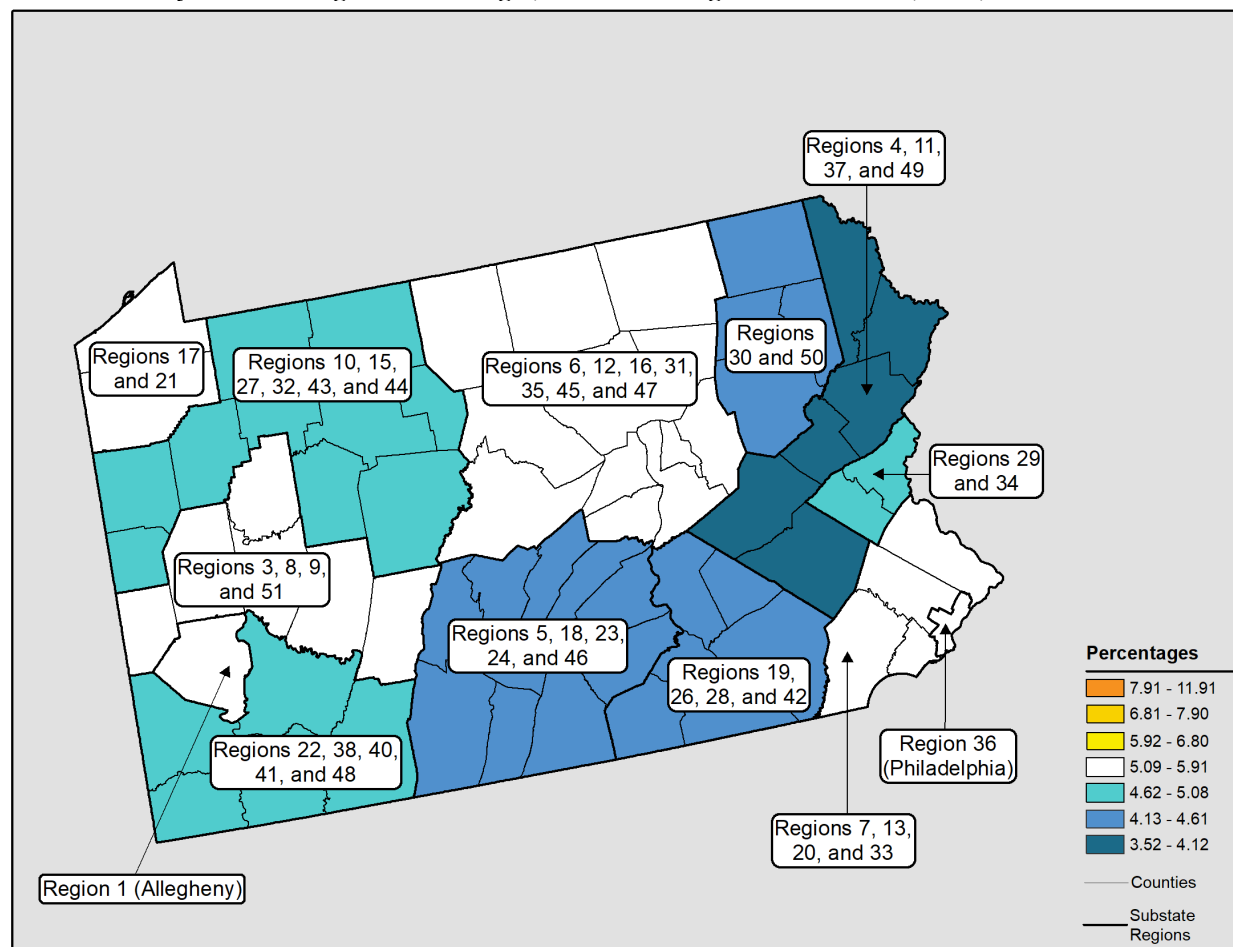 Regions 4, 11,
37, and 49
Regions 17
and 21
Regions 10, 15,
27, 32, 43, and 44
Regions 6, 12, 16, 31,
35, 45, and 47
Regions
30 and 50
Regions 29
and 34
Regions 3, 8, 9,
and 51
Regions 5, 18, 23,
24, and 46
Regions 19,
26, 28, and 42
Regions 22, 38, 40,
41, and 48
Region 36
(Philadelphia)
Regions 7, 13,
20, and 33
Region 1 (Allegheny)
Percentages
7.91 - 11.91
6.81 - 7.90
5.92 - 6.80
5.09 - 5.91
4.62 - 5.08
4.13 - 4.61
3.52 - 4.12
Counties
Substate
Regions